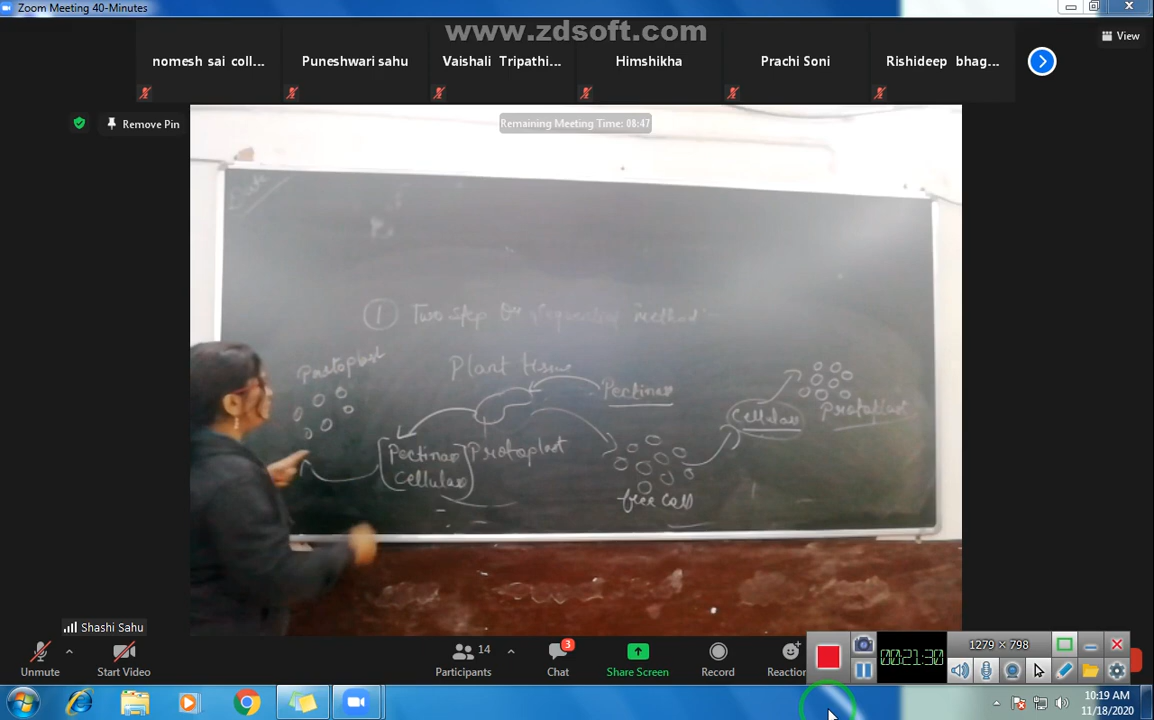 Zoom Meeting 40-Minutes
www.zdsoft.com
View
nomesh sai coll...
Puneshwari sahu
Vaishali Tripathi...
Himshikha
Prachi Soni
Rishideep bhag...
Remove Pin
Remaining Meeting Time: 08:47
Date
① Two step or method:
Protoplast
Plant tissue
Pectinase
Cellulase
Protoplast
Pectinase
Protoplast
Cellulase
free cell
Shashi Sahu
Unmute
Start Video
14
Participants
3
Chat
Share Screen
Record
Reaction
00:21:30
1279 × 798
10:19 AM
11/18/2020